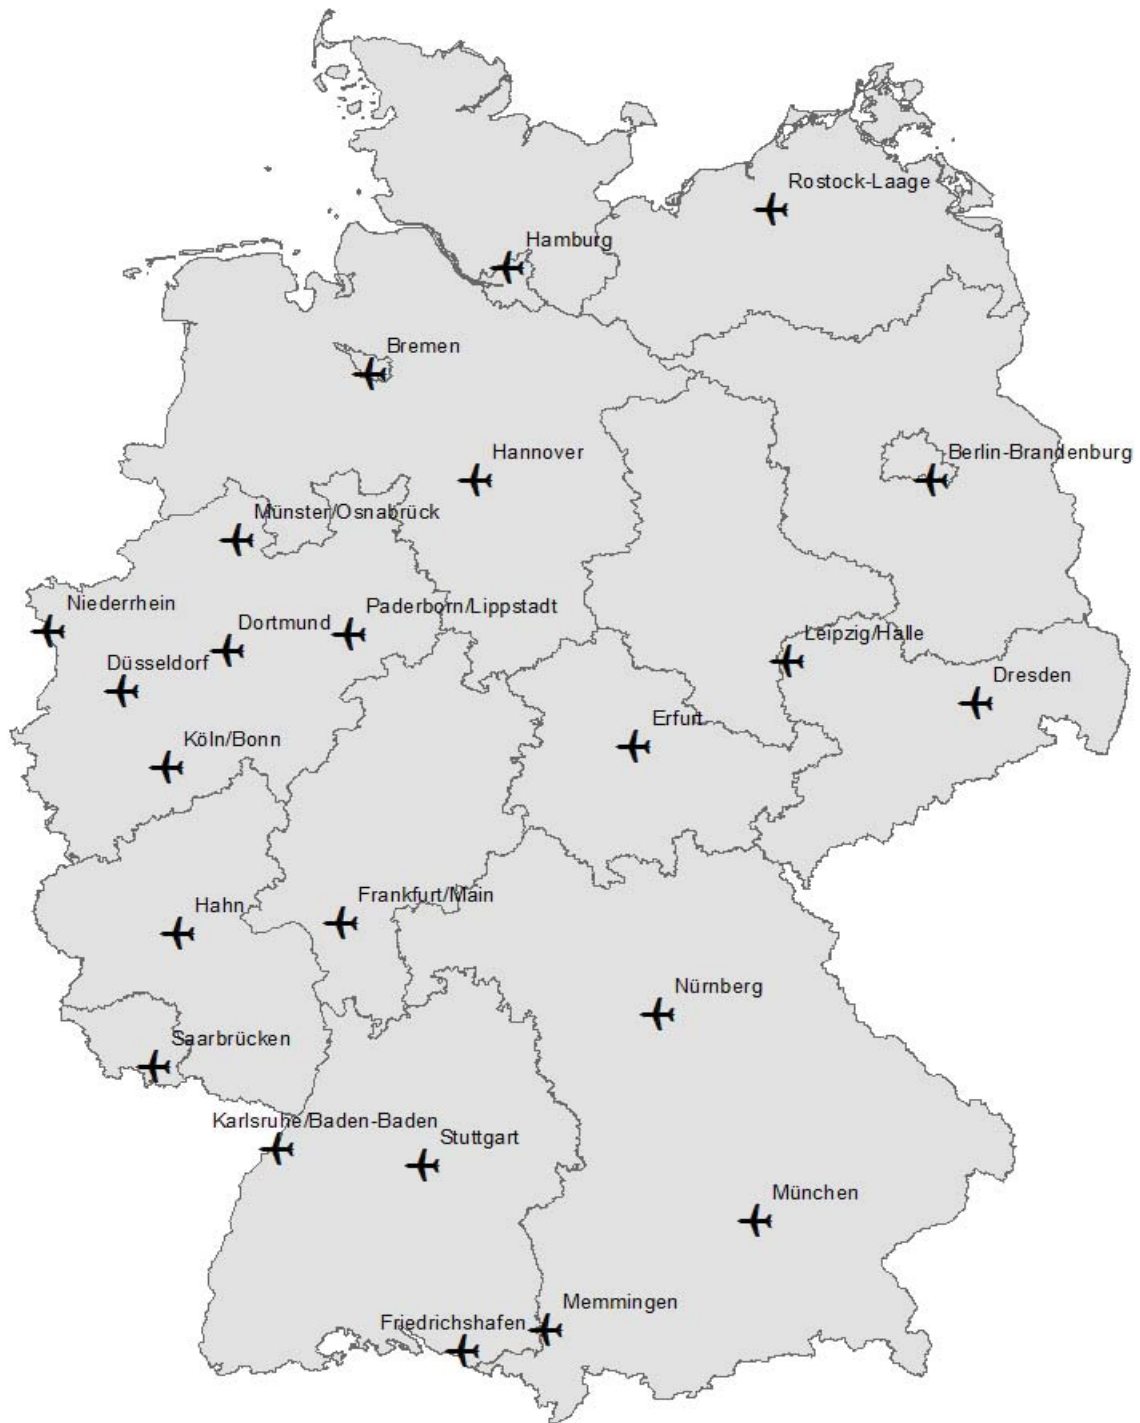 Rostock-Laage
Hamburg
Bremen
Hannover
Berlin-Brandenburg
Münster/Osnabrück
Niederrhein
Paderborn/Lippstadt
Dortmund
Leipzig/Halle
Düsseldorf
Dresden
Erfurt
Köln/Bonn
Frankfurt/Main
Hahn
Nürnberg
Saarbrücken
Karlsruhe/Baden-Baden
Stuttgart
München
Memmingen
Friedrichshafen